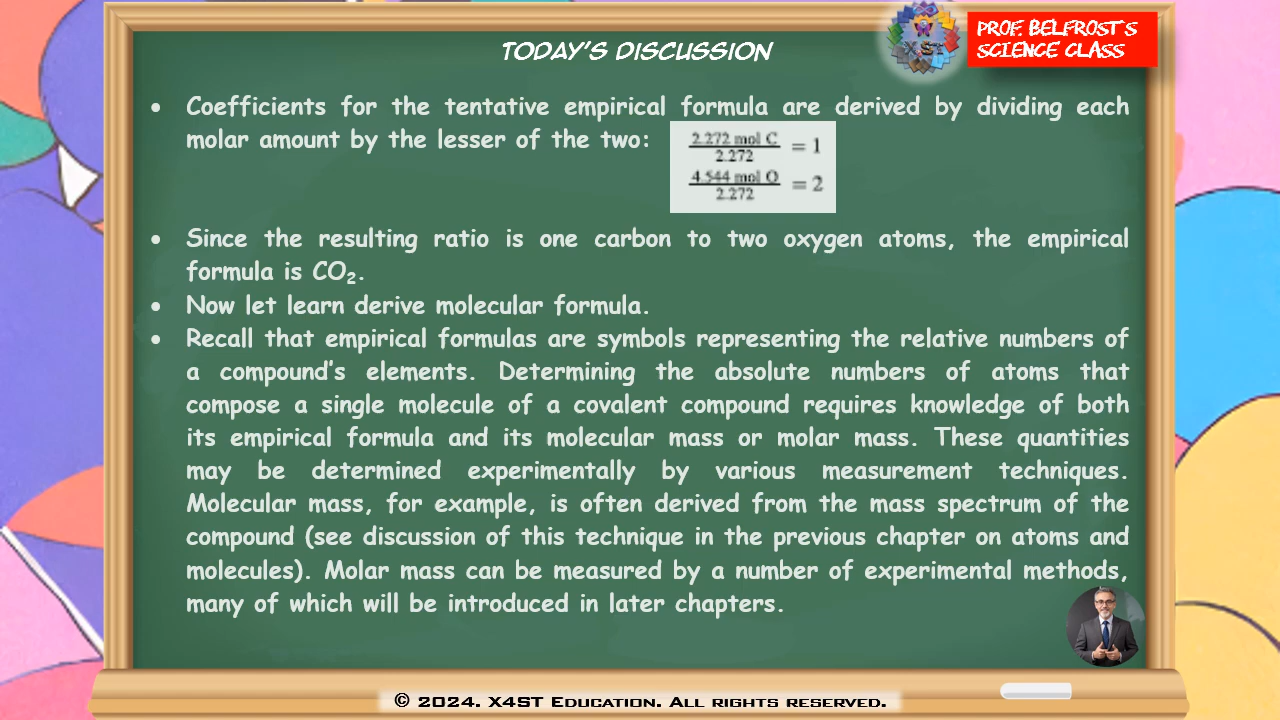 TODAY'S DISCUSSION
X4ST
PROF. BELFROST'S
SCIENCE CLASS
• Coefficients for the tentative empirical formula are derived by dividing each
molar amount by the lesser of the two:
2.272 mol C
2.272
= 1
4.544 mol O
2.272
= 2
• Since the resulting ratio is one carbon to two oxygen atoms, the empirical
formula is CO₂.
• Now let learn derive molecular formula.
• Recall that empirical formulas are symbols representing the relative numbers of
a compound's elements. Determining the absolute numbers of atoms that
compose a single molecule of a covalent compound requires knowledge of both
its empirical formula and its molecular mass or molar mass. These quantities
may be determined experimentally by various measurement techniques.
Molecular mass, for example, is often derived from the mass spectrum of the
compound (see discussion of this technique in the previous chapter on atoms and
molecules). Molar mass can be measured by a number of experimental methods,
many of which will be introduced in later chapters.
© 2024. X4ST Education. All rights reserved.